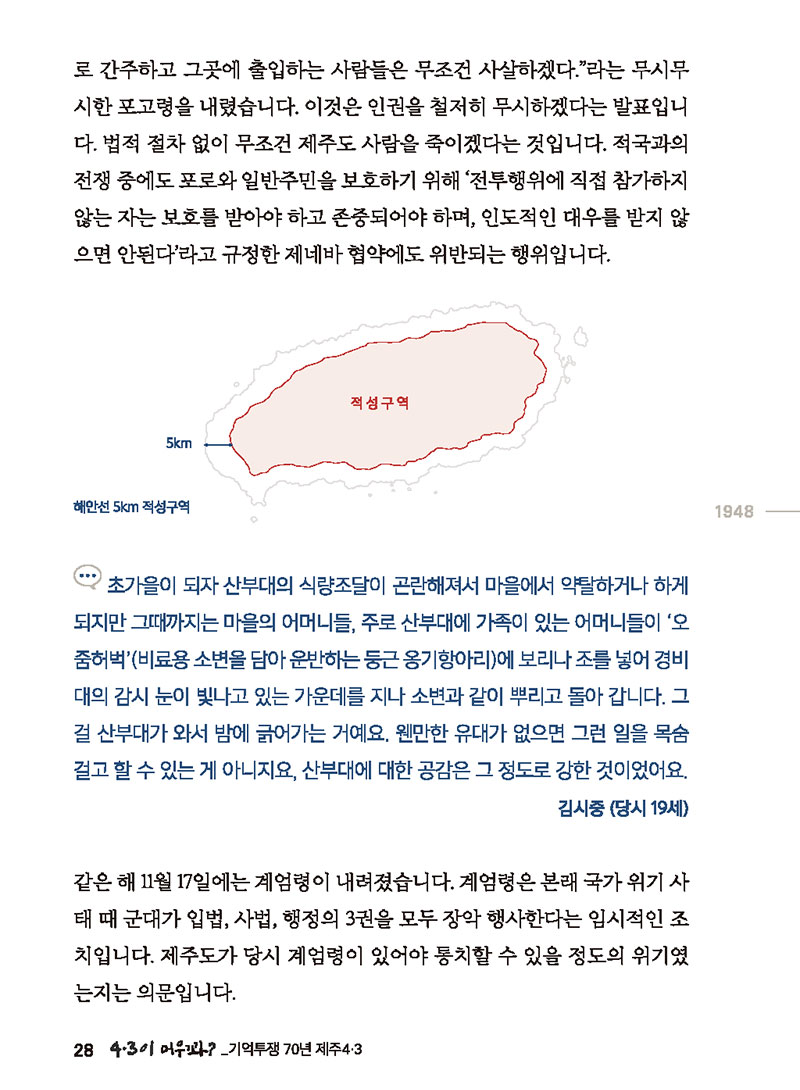 로 간주하고 그곳에 출입하는 사람들은 무조건 사살하겠다.”라는 무시무
시한 포고령을 내렸습니다. 이것은 인권을 철저히 무시하겠다는 발표입니
다. 법적 절차 없이 무조건 제주도 사람을 죽이겠다는 것입니다. 적국과의
전쟁 중에도 포로와 일반주민을 보호하기 위해 ‘전투행위에 직접 참가하지
않는 자는 보호를 받아야 하고 존중되어야 하며, 인도적인 대우를 받지 않
으면 안된다’라고 규정한 제네바 협약에도 위반되는 행위입니다.
적성구역
5km
해안선 5km 적성구역
1948
초가을이 되자 산부대의 식량조달이 곤란해져서 마을에서 약탈하거나 하게
되지만 그때까지는 마을의 어머니들, 주로 산부대에 가족이 있는 어머니들이 ‘오
줌허벅’(비료용 소변을 담아 운반하는 둥근 옹기항아리)에 보리나 조를 넣어 경비
대의 감시 눈이 빛나고 있는 가운데를 지나 소변과 같이 뿌리고 돌아 갑니다. 그
걸 산부대가 와서 밤에 긁어가는 거예요. 웬만한 유대가 없으면 그런 일을 목숨
걸고 할 수 있는 게 아니지요, 산부대에 대한 공감은 그 정도로 강한 것이었어요.
김시중 (당시 19세)
같은 해 11월 17일에는 계엄령이 내려졌습니다. 계엄령은 본래 국가 위기 사
태 때 군대가 입법, 사법, 행정의 3권을 모두 장악 행사한다는 임시적인 조
치입니다. 제주도가 당시 계엄령이 있어야 통치할 수 있을 정도의 위기였
는지는 의문입니다.
28 4·3이 머우꽈? _기억투쟁 70년 제주4·3